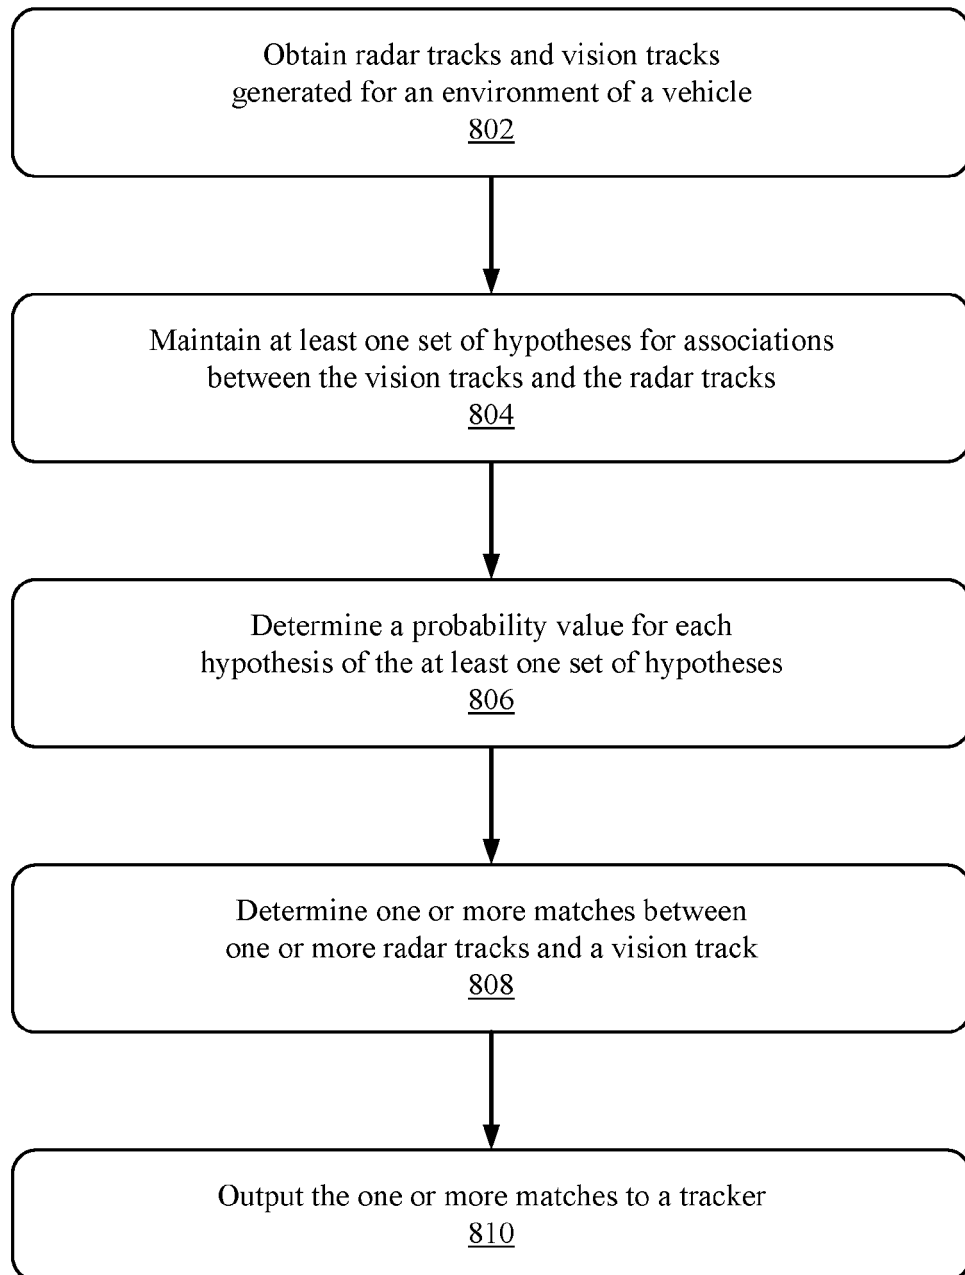 Obtain radar tracks and vision tracks
generated for an environment of a vehicle
802
Maintain at least one set of hypotheses for associations
between the vision tracks and the radar tracks
804
Determine a probability value for each
hypothesis of the at least one set of hypotheses
806
Determine one or more matches between
one or more radar tracks and a vision track
808
Output the one or more matches to a tracker
810